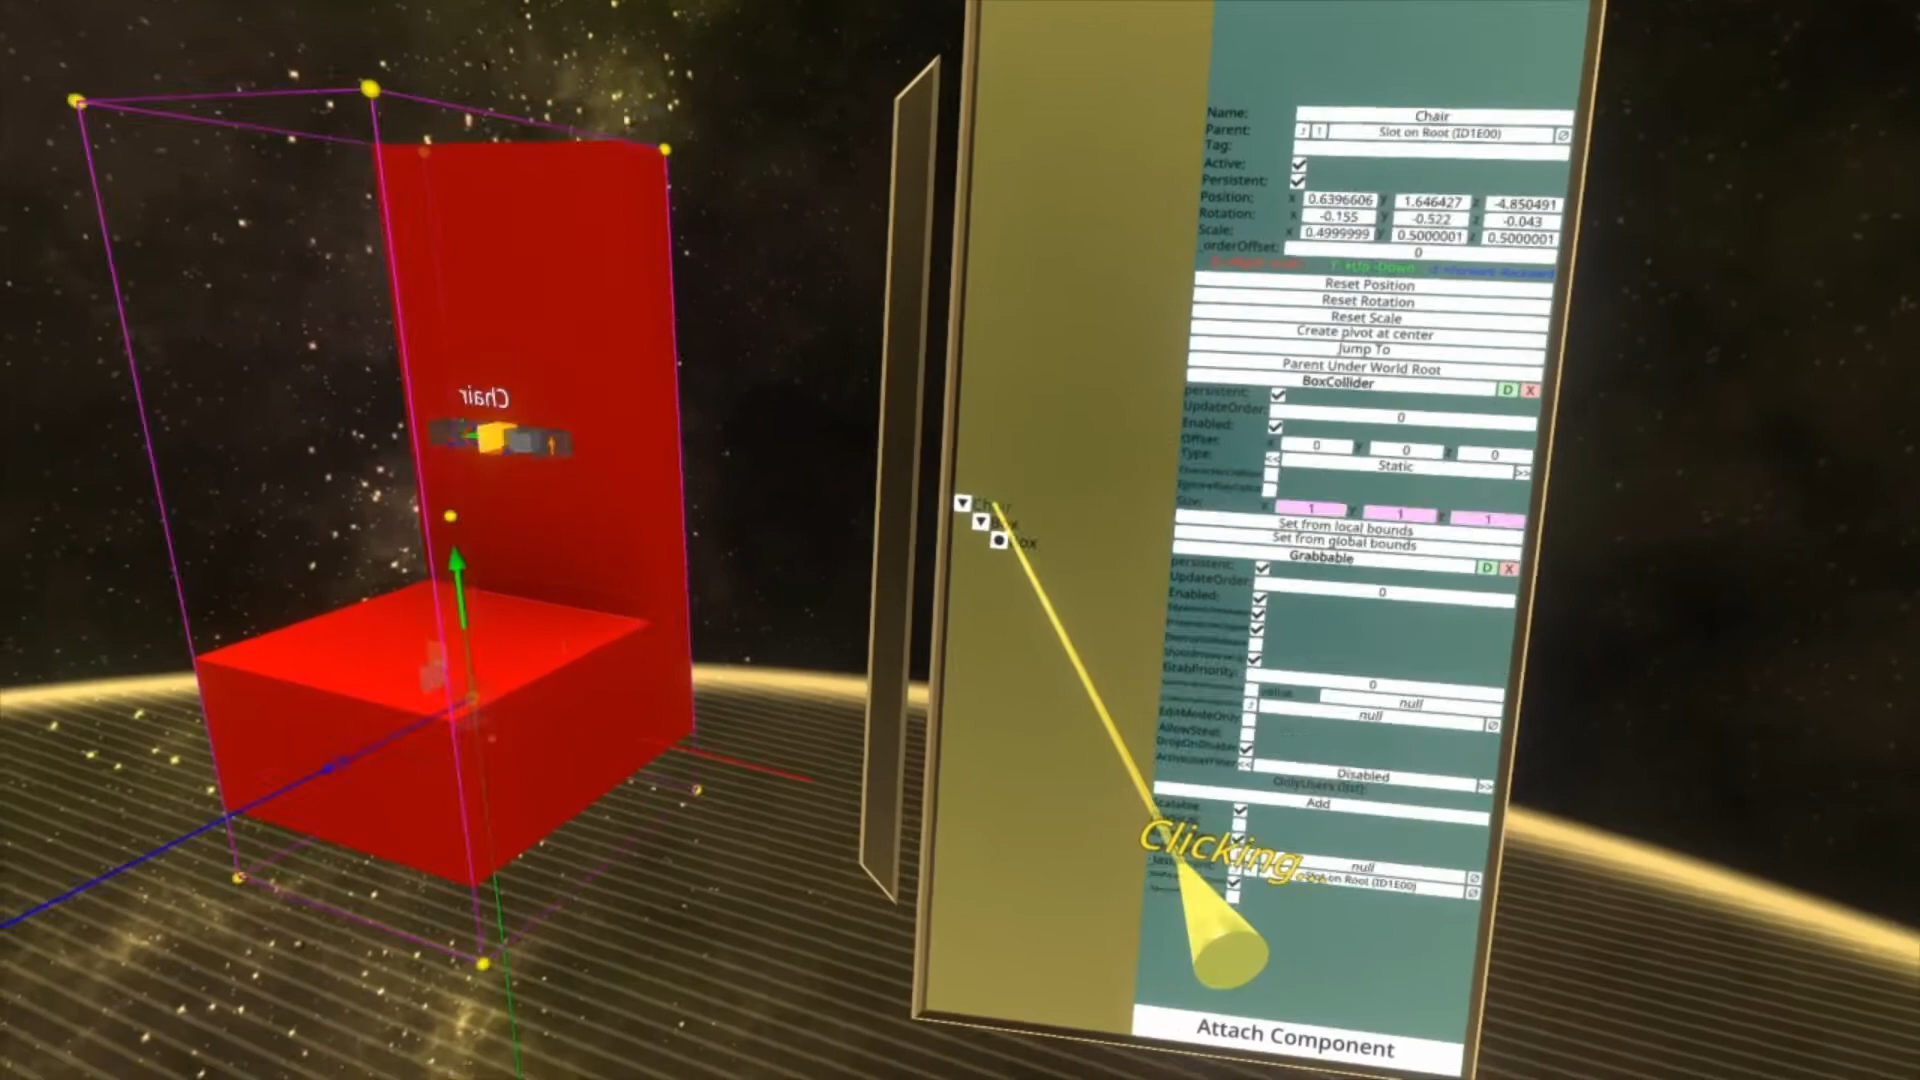 Chair
Name: Chair
Parent: Slot on Root (ID1E00)
Tag:
Active:
Persistent:
Position: x 0.6396606 y 1.646427 z -4.850491
Rotation: x -0.155 y -0.522 z -0.043
Scale: x 0.4999999 y 0.5000001 z 0.5000001
_orderOffset: 0
Reset Position
Reset Rotation
Reset Scale
Create pivot at center
Jump To
Parent Under World Root
BoxCollider D X
persistent:
UpdateOrder: 0
Enabled:
Offset: x 0 y 0 z 0
Type: << Static >>
Size: x 1 y 1 z 1
Set from local bounds
Set from global bounds
Grabbable D X
persistent:
UpdateOrder: 0
Enabled:
GrabPriority: 0
value null
null
EditModeOnly
AllowSteal:
<< Disabled >>
OnlyUsers (list):
Add
Scalable
Clicking...
null
Slot on Root (ID1E00)
Attach Component